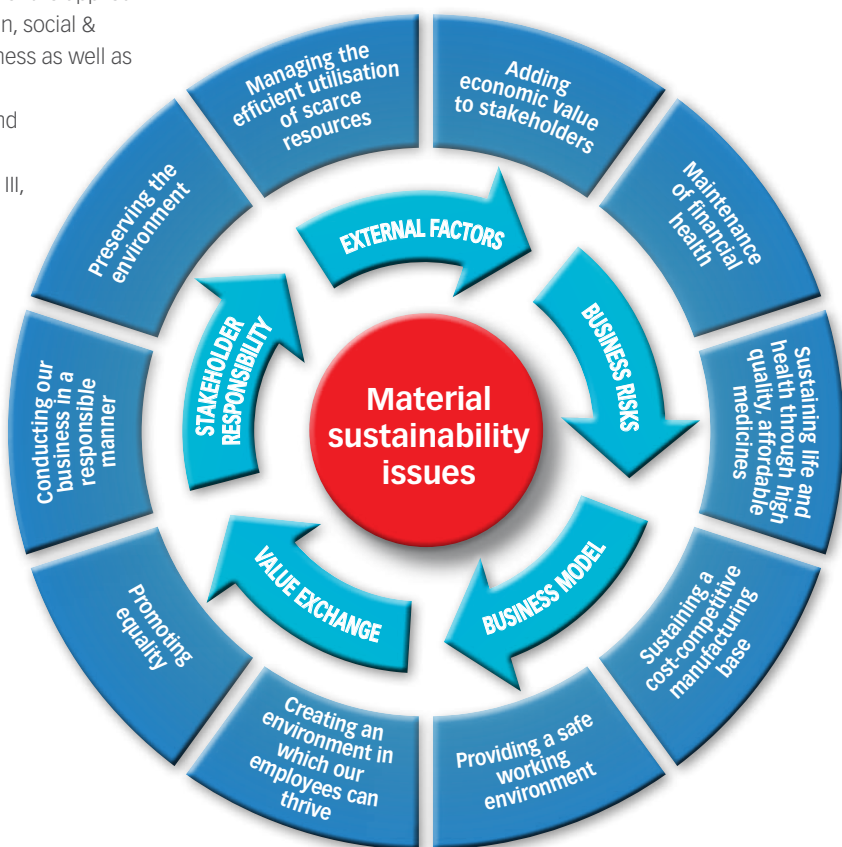 n, social &
ness as well as
nd
III,
Managing the
efficient utilisation
of scarce
resources
Adding
economic value
to stakeholders
Maintenance
of financial
health
Sustaining life and
health through high
quality, affordable
medicines
Sustaining a
cost-competitive
manufacturing
base
Providing a safe
working
environment
Creating an
environment in
which our
employees can
thrive
Promoting
equality
Conducting our
business in a
responsible
manner
Preserving the
environment
EXTERNAL FACTORS
BUSINESS RISKS
BUSINESS MODEL
VALUE EXCHANGE
STAKEHOLDER
RESPONSIBILITY
Material
sustainability
issues